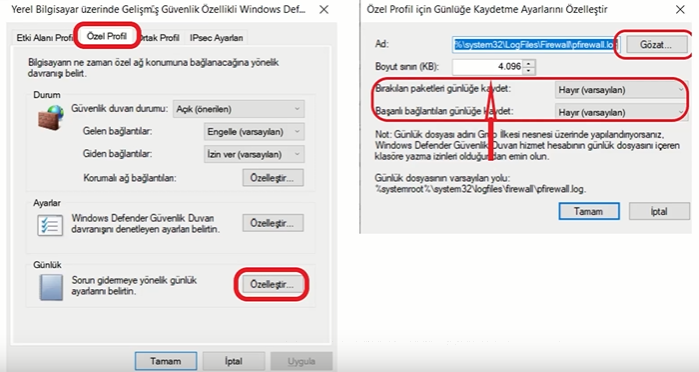 Yerel Bilgisayar üzerinde Gelişmiş Güvenlik Özellikli Windows Def...
Etki Alanı Profili
Özel Profil
Ortak Profil
IPsec Ayarları
Bilgisayarın ne zaman özel ağ konumuna bağlanacağına yönelik
davranışı belirt.
Durum
Güvenlik duvarı durumu:
Açık (önerilen)
Gelen bağlantılar:
Engelle (varsayılan)
Giden bağlantılar:
İzin ver (varsayılan)
Korumalı ağ bağlantıları:
Özelleştir...
Ayarlar
Windows Defender Güvenlik Duvarı
davranışını denetleyen ayarları belirtin.
Özelleştir...
Günlük
Sorun gidermeye yönelik günlük
ayarlarını belirtin.
Özelleştir...
Tamam
İptal
Uygula
Özel Profil için Günlüğe Kaydetme Ayarlarını Özelleştir
Ad:
%\system32\LogFiles\Firewall\pfirewall.log
Gözat...
Boyut sınırı (KB):
4.096
Bırakılan paketleri günlüğe kaydet:
Hayır (varsayılan)
Başarılı bağlantıları günlüğe kaydet:
Hayır (varsayılan)
Not: Günlük dosyası adını Grup İlkesi nesnesi üzerinde yapılandırıyorsanız,
Windows Defender Güvenlik Duvarı hizmet hesabının günlük dosyasını içeren
klasöre yazma izinleri olduğundan emin olun.
Günlük dosyasının varsayılan yolu:
%systemroot%\system32\logfiles\firewall\pfirewall.log.
Tamam
İptal